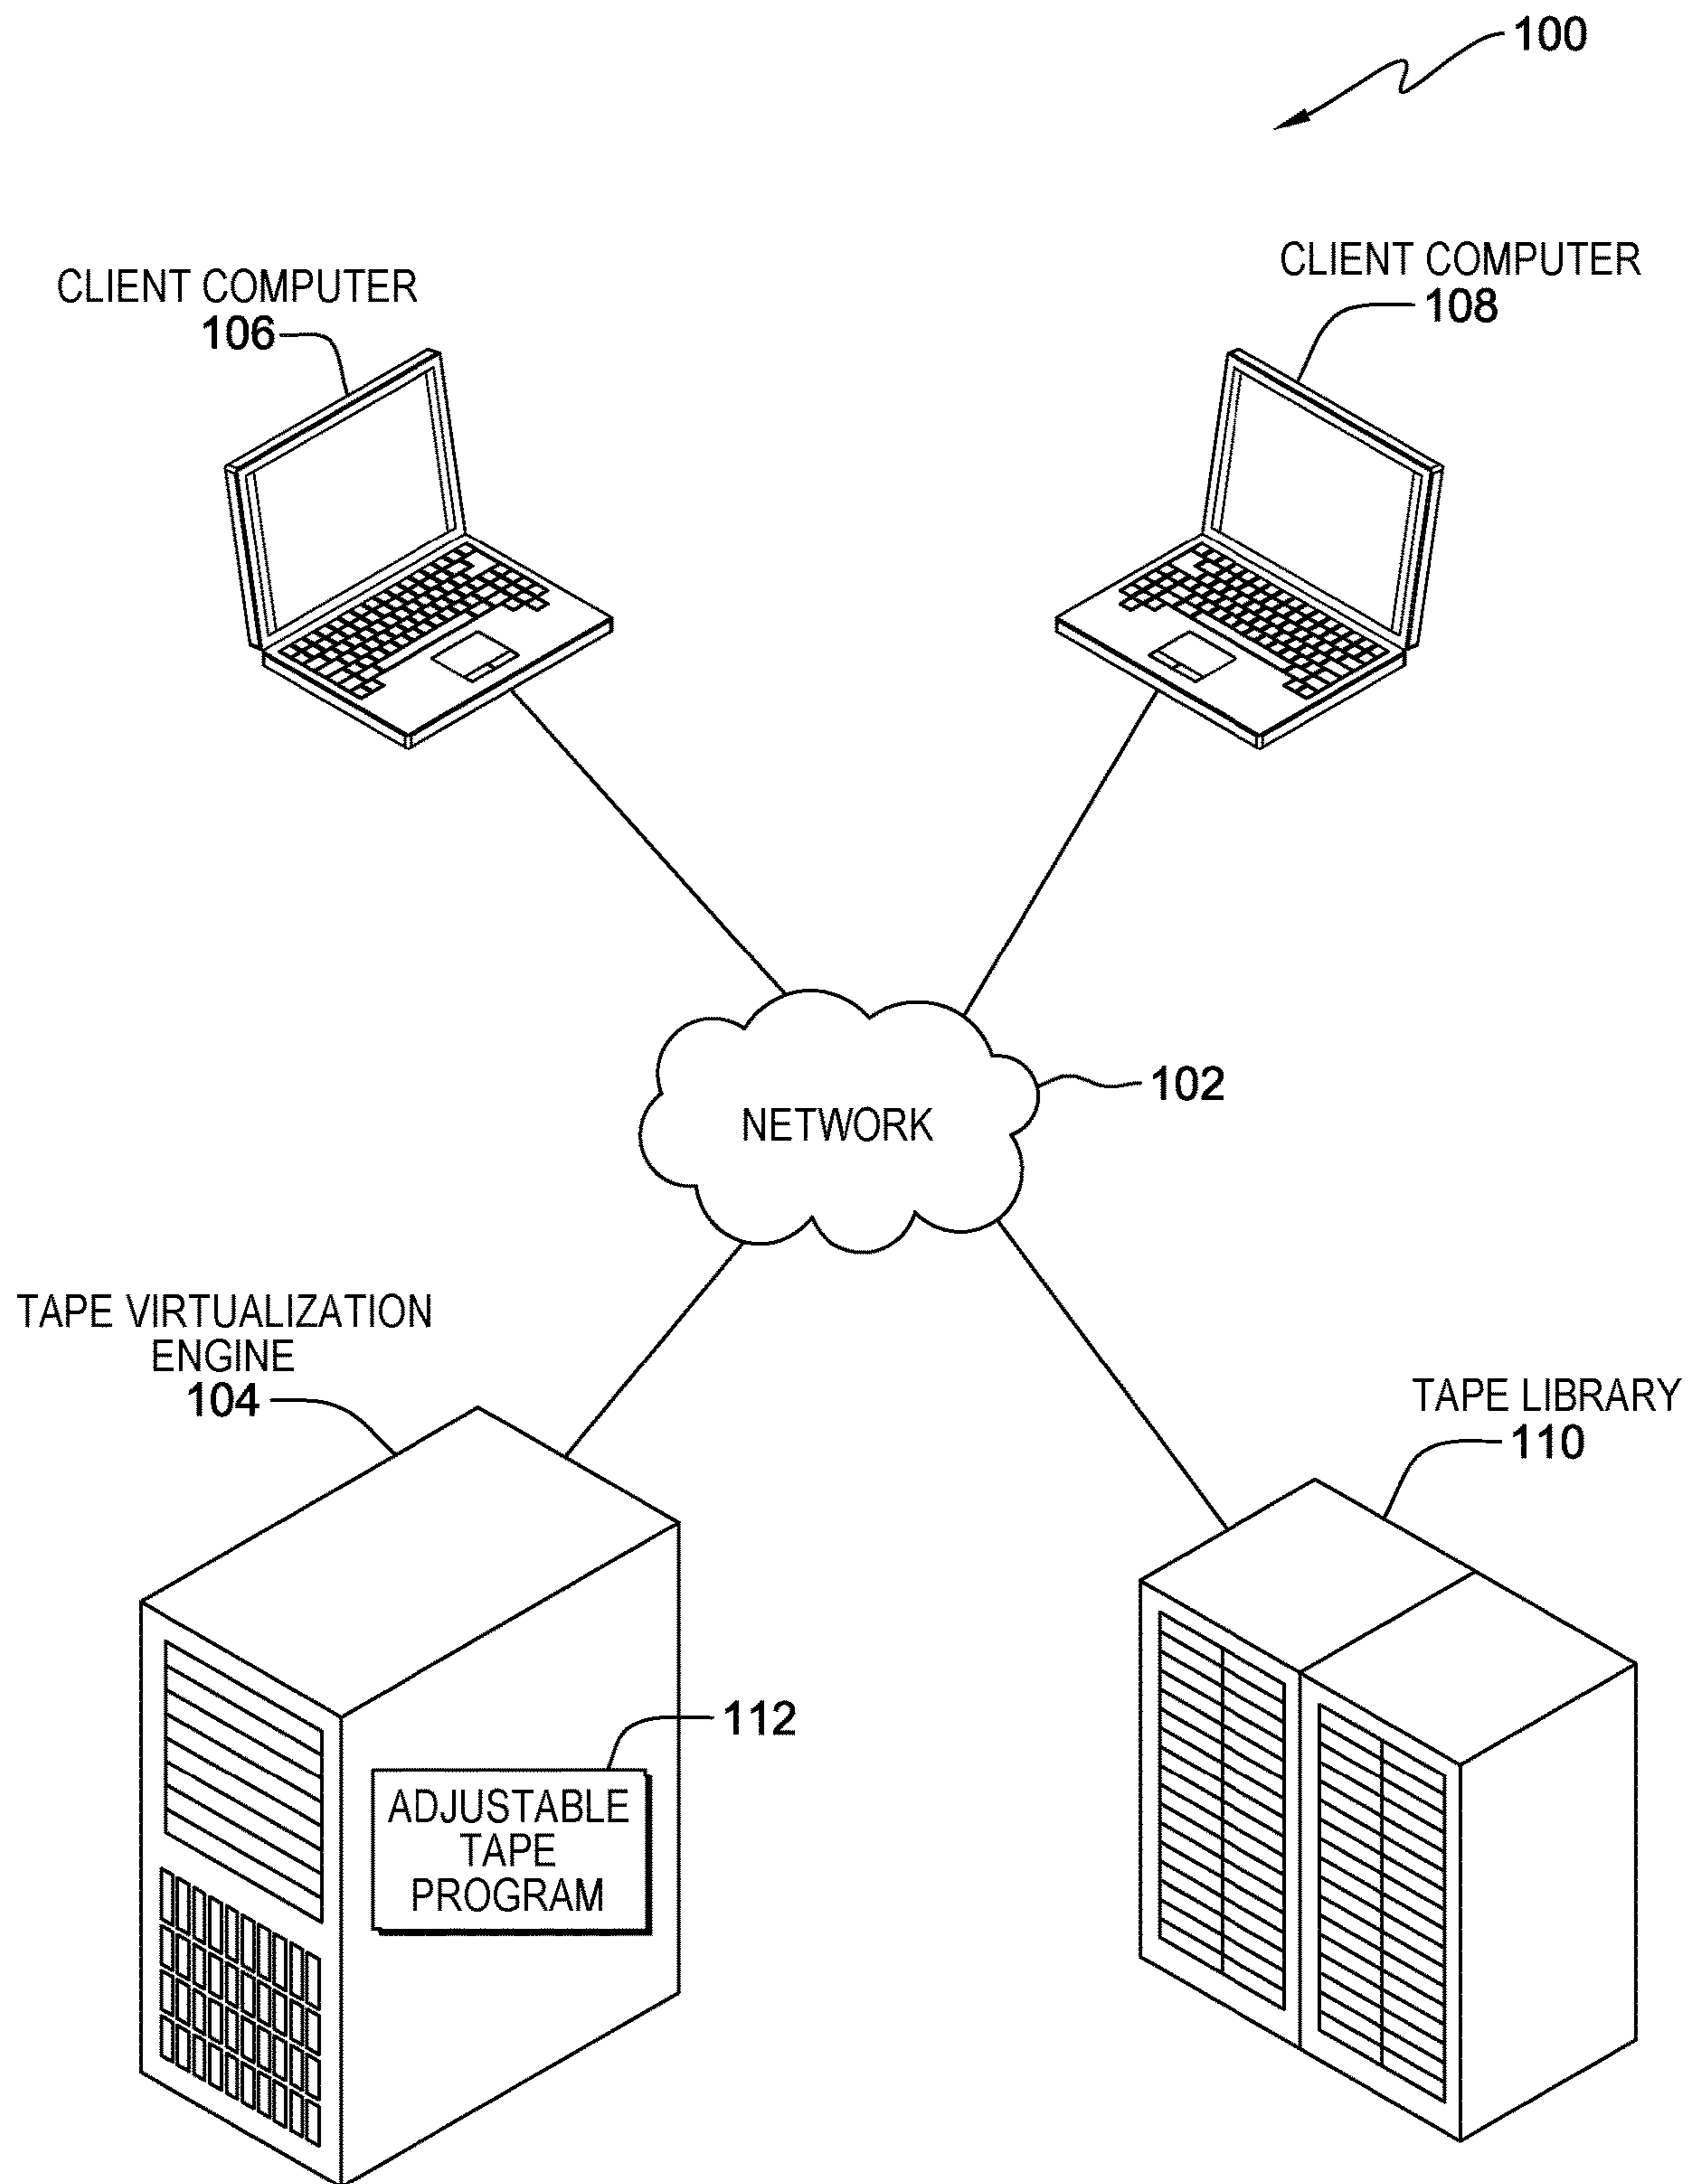 100
CLIENT COMPUTER
106
CLIENT COMPUTER
108
102
NETWORK
TAPE VIRTUALIZATION
ENGINE
104
TAPE LIBRARY
110
112
ADJUSTABLE
TAPE
PROGRAM